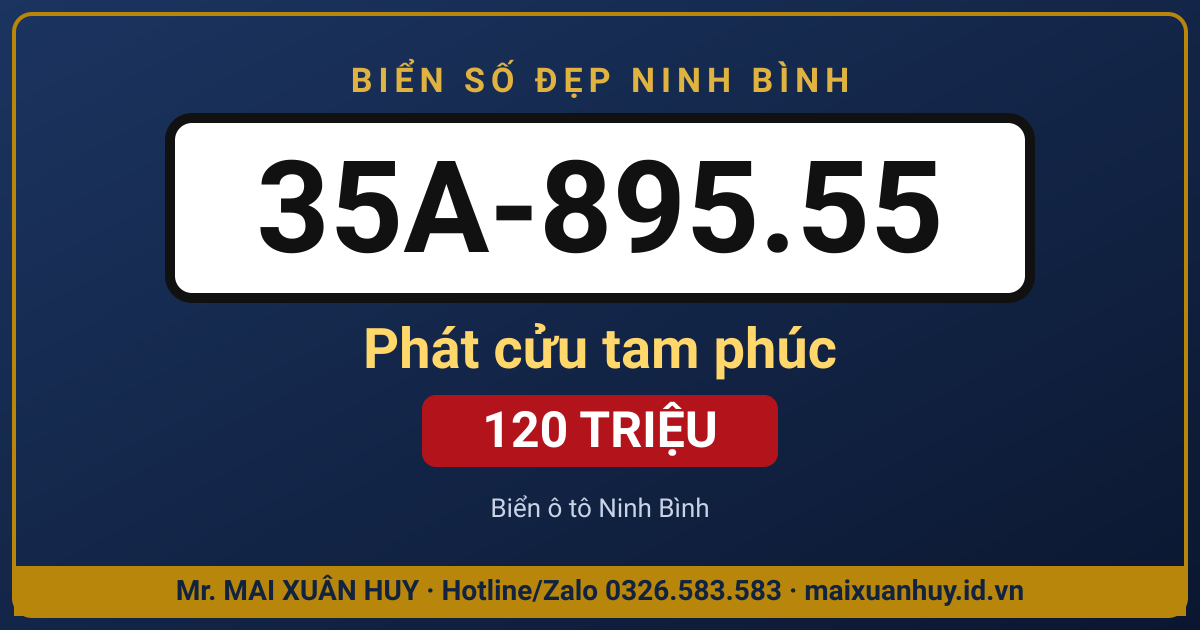 BIỂN SỐ ĐẸP NINH BÌNH
35A-895.55
Phát cửu tam phúc
120 TRIỆU
Biển ô tô Ninh Bình
Mr. MAI XUÂN HUY · Hotline/Zalo 0326.583.583 · maixuanhuy.id.vn